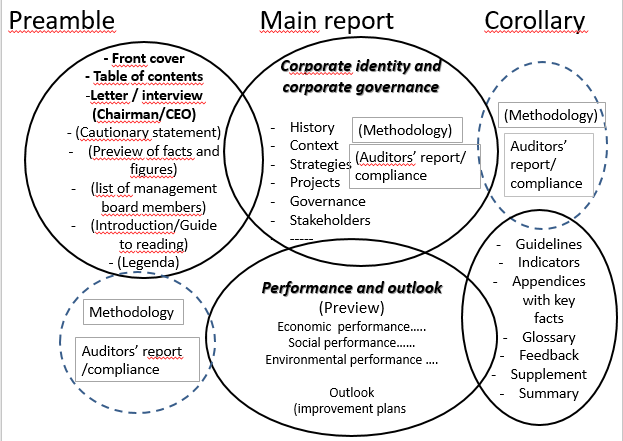 Preamble
Main report
Corollary
- Front cover
- Table of contents
-Letter / interview
(Chairman/CEO)
- (Cautionary statement)
- (Preview of facts and
figures)
- (list of management
board members)
- (Introduction/Guide
to reading)
- (Legenda)
Methodology
Auditors' report
/compliance
Corporate identity and
corporate governance
- History
- Context
- Strategies
- Projects
- Governance
- Stakeholders
-----
(Methodology)
(Auditors' report/
compliance
Performance and outlook
(Preview)
Economic performance.....
Social performance......
Environmental performance ....
Outlook
(improvement plans
(Methodology)
Auditors'
report/
compliance
- Guidelines
- Indicators
- Appendices
with key
facts
- Glossary
- Feedback
- Supplement
- Summary